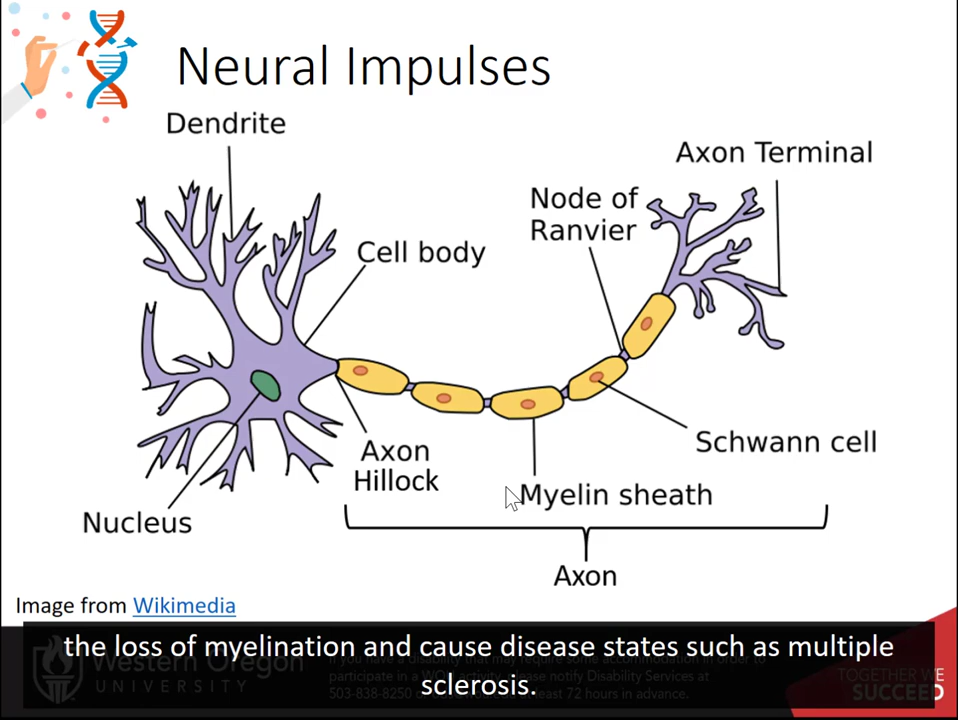 Neural Impulses
Dendrite
Axon Terminal
Node of
Ranvier
Cell body
Schwann cell
Axon
Hillock
Myelin sheath
Nucleus
Axon
Image from Wikimedia
the loss of myelination and cause disease states such as multiple
sclerosis.
Western Oregon
UNIVERSITY
If you have a disability that may require some accommodation in order to
participate in a WOU activity, please notify Disability Services at
503-838-8250 at least 72 hours in advance.
TOGETHER WE
SUCCEED